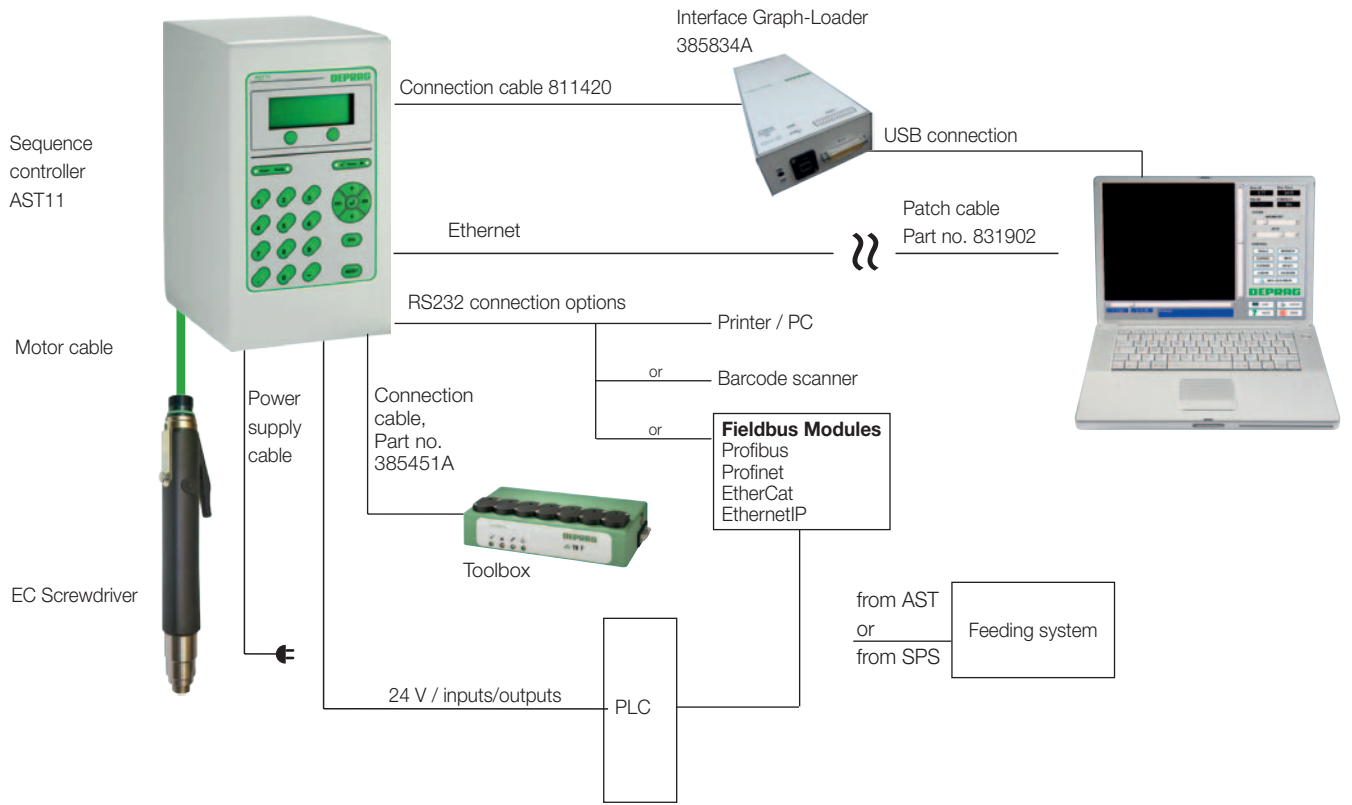 Interface Graph-Loader
385834A
DEPRAG
Connection cable 811420
Sequence
controller
AST11
USB connection
Ethernet
Patch cable
Part no. 831902
RS232 connection options
Printer / PC
or
Barcode scanner
or
Fieldbus Modules
Profibus
Profinet
EtherCat
EthernetIP
DEPRAG
Motor cable
Power
supply
cable
Connection
cable,
Part no.
385451A
DEPRAG
Toolbox
EC Screwdriver
from AST
or
from SPS
Feeding system
24 V / inputs/outputs
PLC